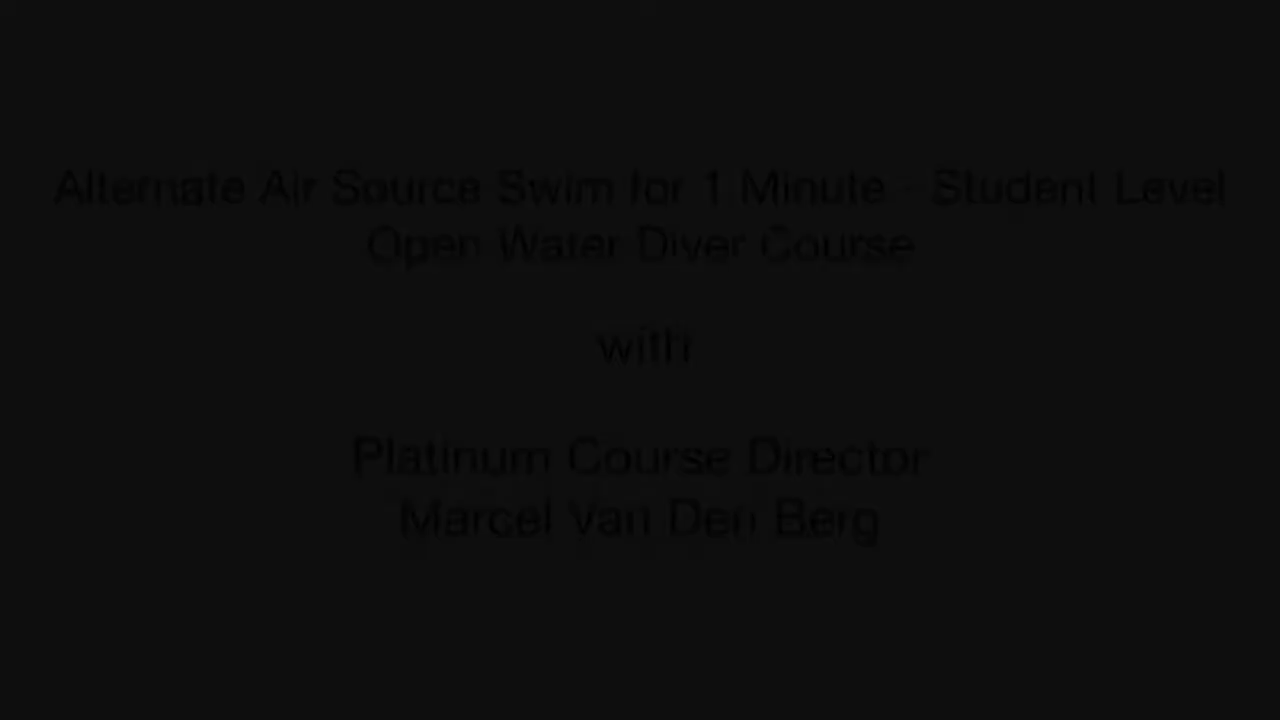 Alternate Air Source Swim for 1 Minute - Student Level
Open Water Diver Course
with
Platinum Course Director
Marcel Van Den Berg